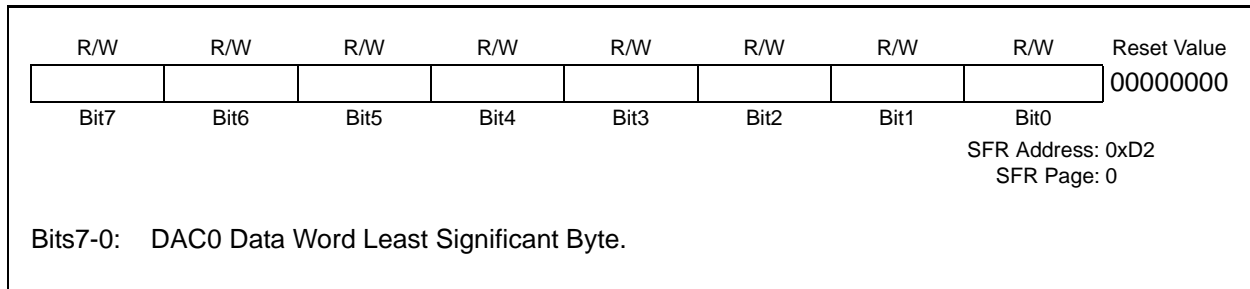 R/W R/W R/W R/W R/W R/W R/W R/W Reset Value
00000000
Bit7 Bit6 Bit5 Bit4 Bit3 Bit2 Bit1 Bit0
SFR Address: 0xD2
SFR Page: 0
Bits7-0: DAC0 Data Word Least Significant Byte.